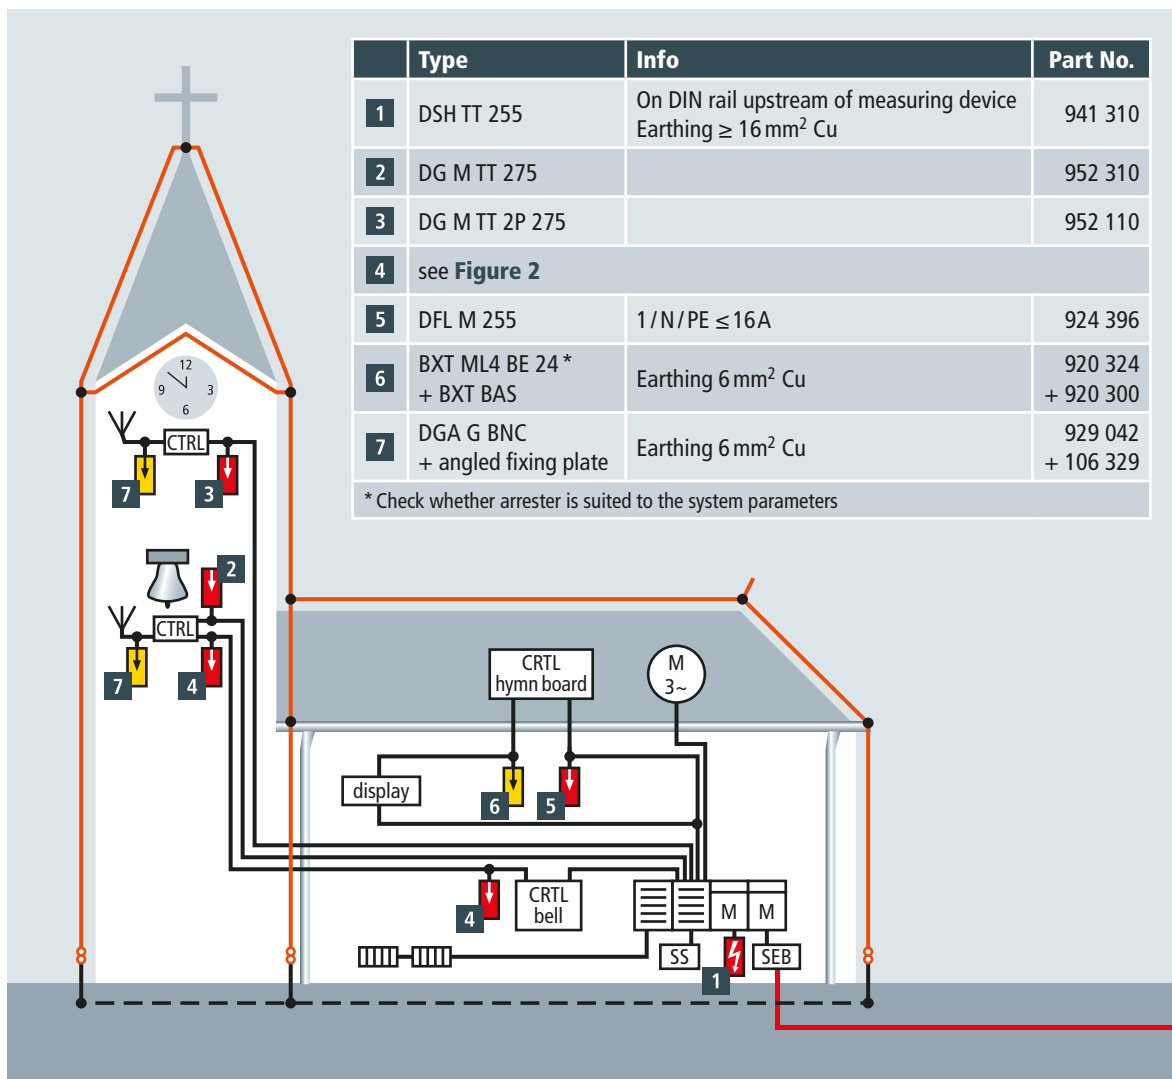 Type Info Part No.
1 DSH TT 255 On DIN rail upstream of measuring device 941 310
Earthing ≥ 16 mm² Cu
2 DG M TT 275 952 310
3 DG M TT 2P 275 952 110
4 see Figure 2
5 DFL M 255 1 / N / PE ≤ 16 A 924 396
6 BXT ML4 BE 24 * Earthing 6 mm² Cu 920 324
+ BXT BAS + 920 300
7 DGA G BNC Earthing 6 mm² Cu 929 042
+ angled fixing plate + 106 329
* Check whether arrester is suited to the system parameters
12
9 3
6
CTRL
7 3
2
CTRL
7 4
CRTL
hymn board
M
3~
display
6 5
CRTL
bell
4
M M
SS SEB
1